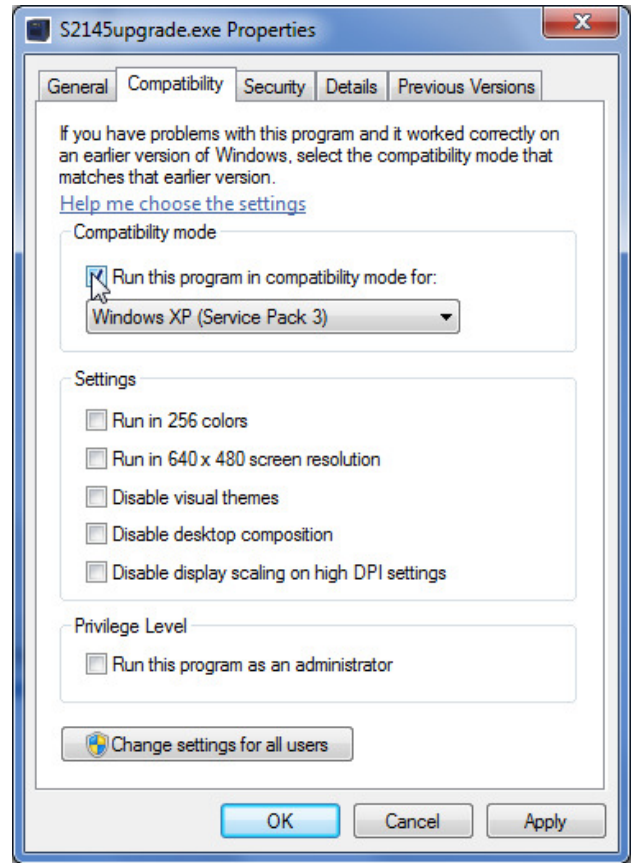 S2145upgrade.exe Properties
General Compatibility Security Details Previous Versions
If you have problems with this program and it worked correctly on
an earlier version of Windows, select the compatibility mode that
matches that earlier version.
Help me choose the settings
Compatibility mode
Run this program in compatibility mode for:
Windows XP (Service Pack 3)
Settings
Run in 256 colors
Run in 640 x 480 screen resolution
Disable visual themes
Disable desktop composition
Disable display scaling on high DPI settings
Privilege Level
Run this program as an administrator
Change settings for all users
OK Cancel Apply